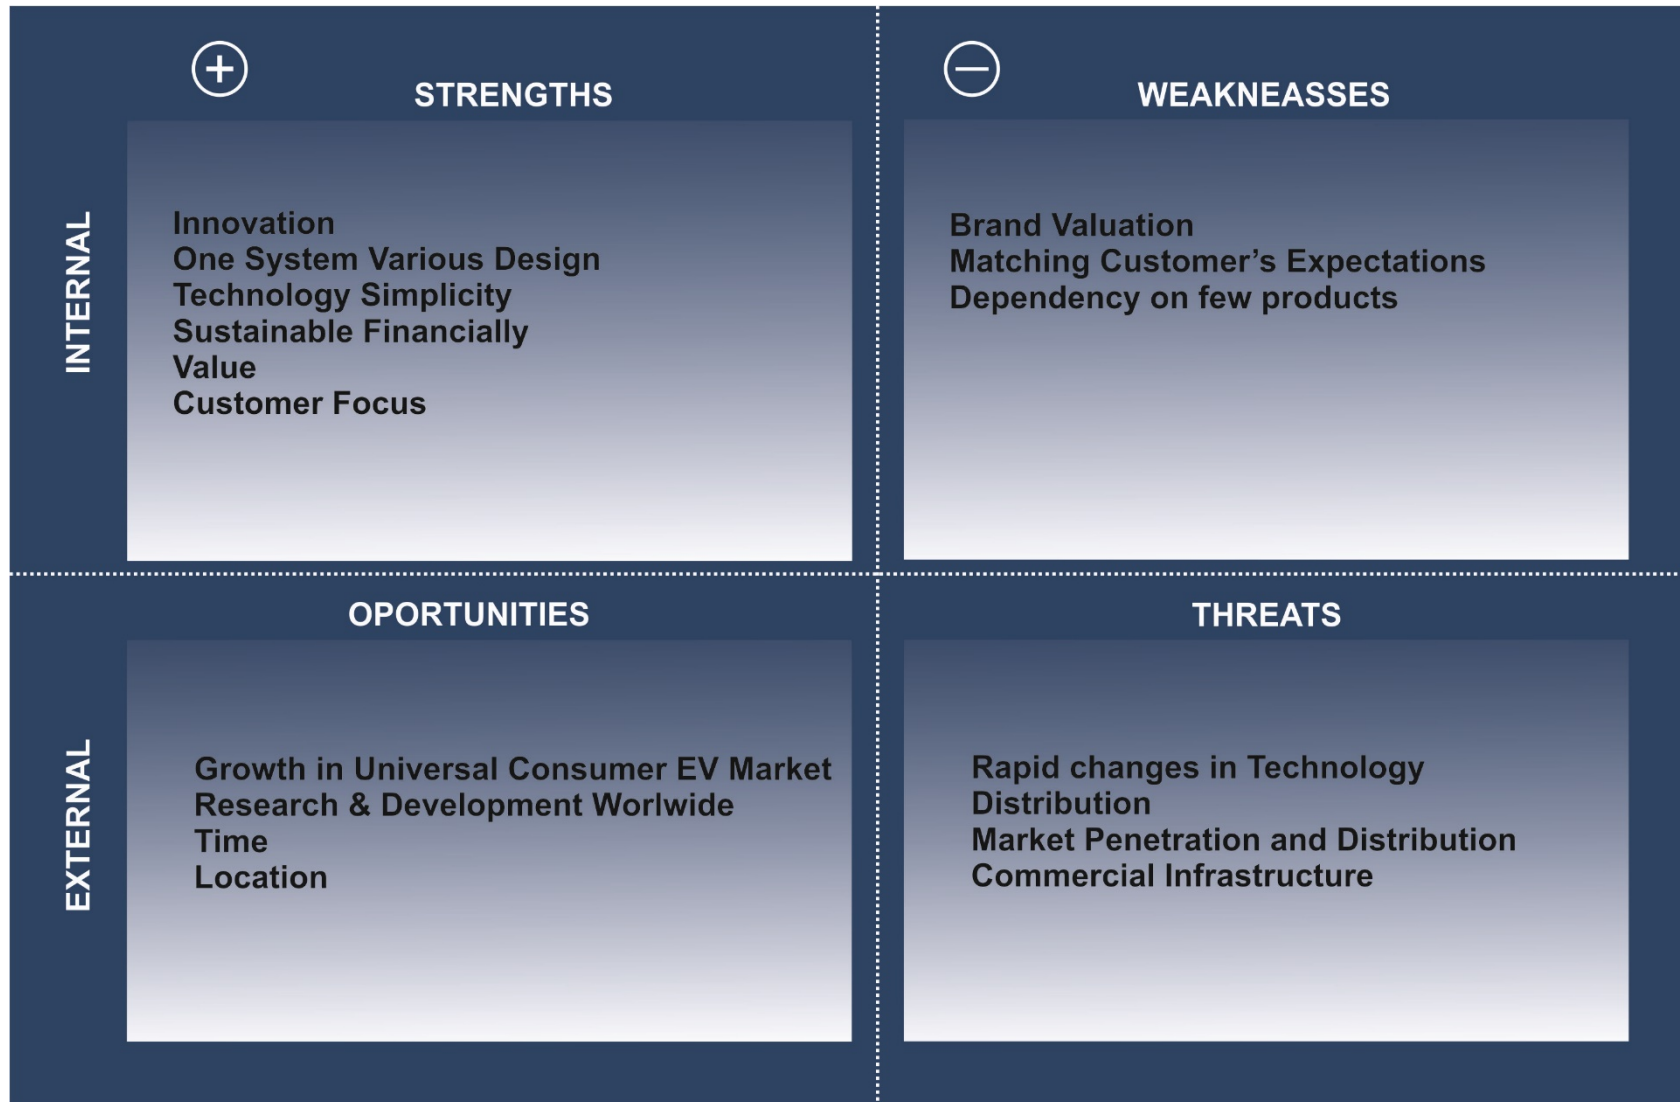 STRENGTHS
WEAKNEASSES
INTERNAL
Innovation
One System Various Design
Technology Simplicity
Sustainable Financially
Value
Customer Focus
Brand Valuation
Matching Customer’s Expectations
Dependency on few products
OPORTUNITIES
THREATS
EXTERNAL
Growth in Universal Consumer EV Market
Research & Development Worlwide
Time
Location
Rapid changes in Technology
Distribution
Market Penetration and Distribution
Commercial Infrastructure